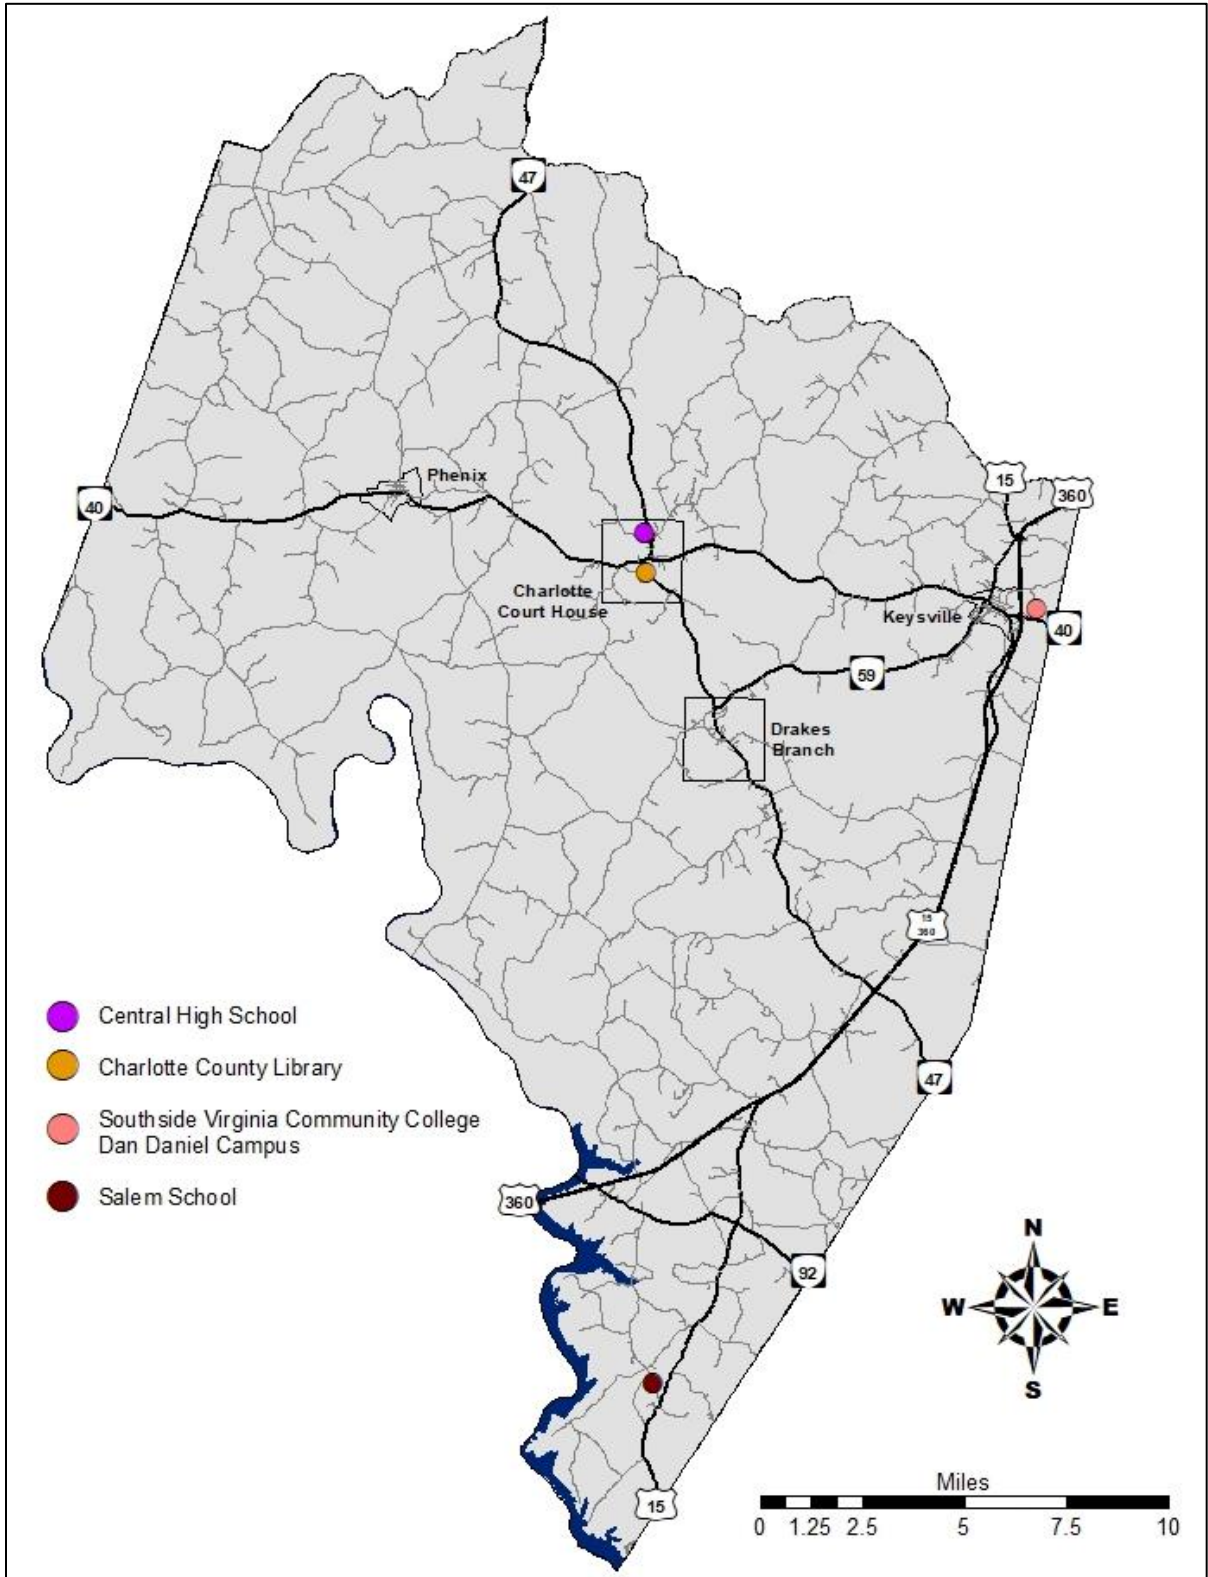 47
15
360
Phenix
40
Charlotte
Court House
Keysville
40
59
Drakes
Branch
15
360
Central High School
Charlotte County Library
47
Southside Virginia Community College
Dan Daniel Campus
Salem School
360
92
N
W E
S
Miles
15
0 1.25 2.5 5 7.5 10